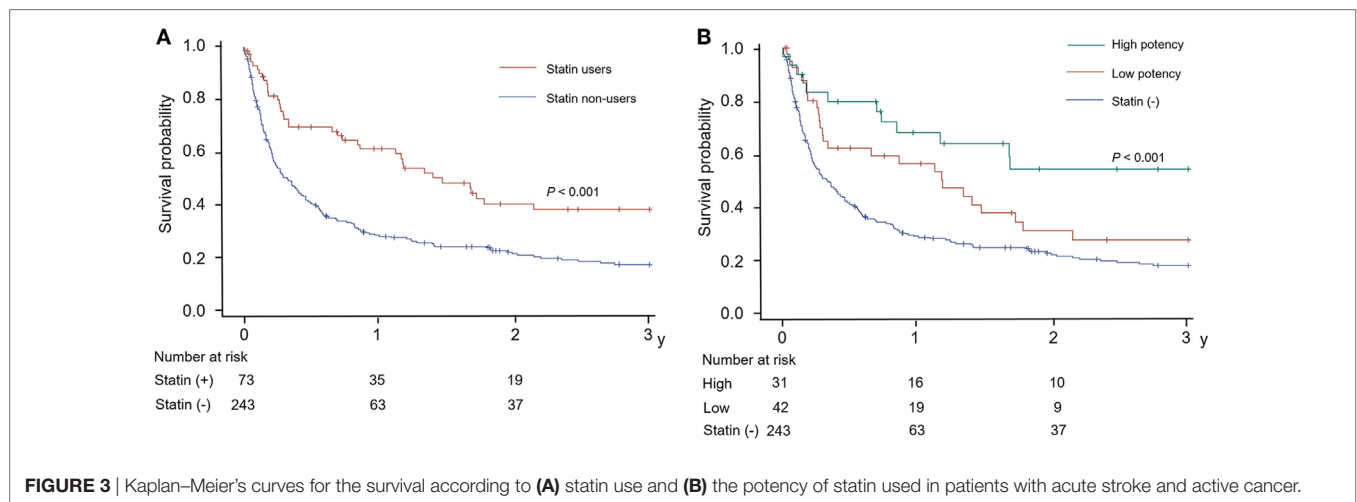 A
1.0
0.8
0.6
0.4
0.2
0.0
Survival probability
Statin users
Statin non-users
P < 0.001
0 1 2 3 y
Number at risk
Statin (+) 73 35 19
Statin (-) 243 63 37
B
1.0
0.8
0.6
0.4
0.2
0.0
Survival probability
High potency
Low potency
Statin (-)
P < 0.001
0 1 2 3 y
Number at risk
High 31 16 10
Low 42 19 9
Statin (-) 243 63 37
FIGURE 3 | Kaplan–Meier's curves for the survival according to (A) statin use and (B) the potency of statin used in patients with acute stroke and active cancer.